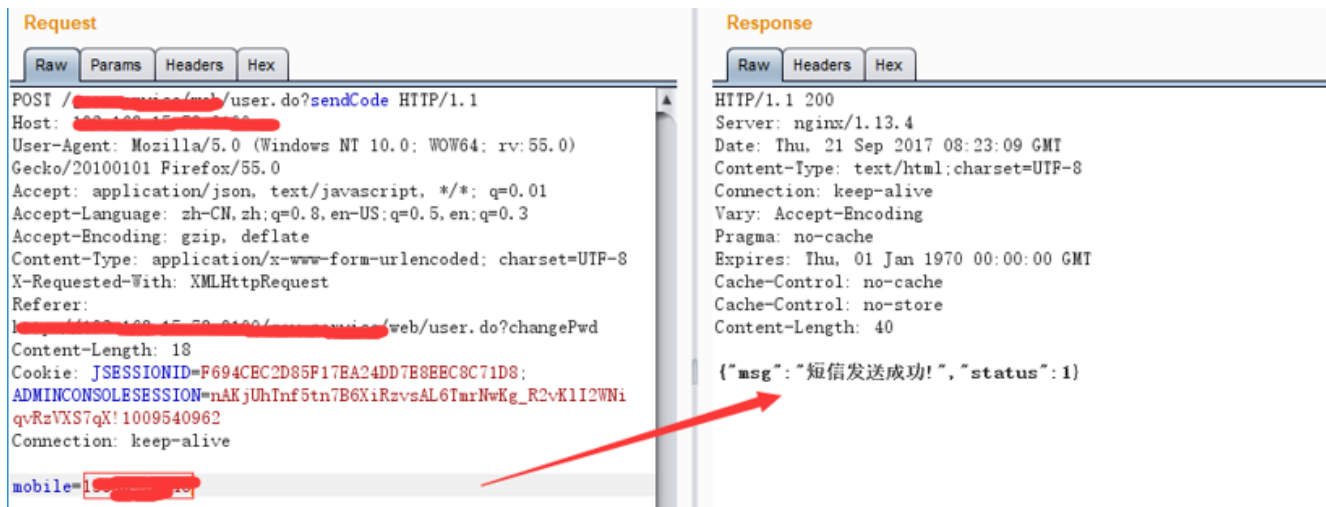 Request
Raw Params Headers Hex
POST / /user.do?sendCode HTTP/1.1
Host:
User-Agent: Mozilla/5.0 (Windows NT 10.0; WOW64; rv:55.0)
Gecko/20100101 Firefox/55.0
Accept: application/json, text/javascript, */*; q=0.01
Accept-Language: zh-CN,zh;q=0.8,en-US;q=0.5,en;q=0.3
Accept-Encoding: gzip, deflate
Content-Type: application/x-www-form-urlencoded; charset=UTF-8
X-Requested-With: XMLHttpRequest
Referer:
web/user.do?changePwd
Content-Length: 18
Cookie: JSESSIONID=F694CEC2D85F17EA24DD7E8EEC8C71D8;
ADMINCONSOLESESSION=nAKjUhTnf5tn7B6XiRzvsAL6TmrNwKg_R2vKlI2WNi
qvRzVXS7qX!1009540962
Connection: keep-alive
mobile=1
Response
Raw Headers Hex
HTTP/1.1 200
Server: nginx/1.13.4
Date: Thu, 21 Sep 2017 08:23:09 GMT
Content-Type: text/html;charset=UTF-8
Connection: keep-alive
Vary: Accept-Encoding
Pragma: no-cache
Expires: Thu, 01 Jan 1970 00:00:00 GMT
Cache-Control: no-cache
Cache-Control: no-store
Content-Length: 40
{"msg":"短信发送成功!","status":1}